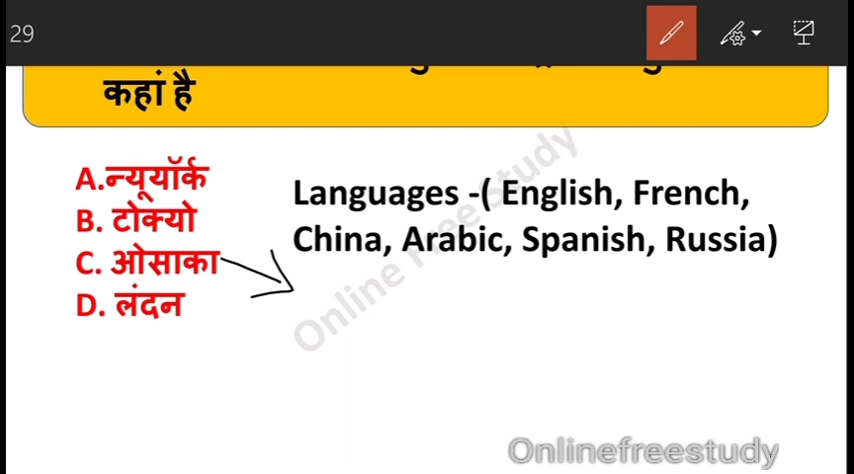 29
कहां है
A.न्यूयॉर्क
B. टोक्यो
C. ओसाका
D. लंदन
Languages -( English, French,
China, Arabic, Spanish, Russia)
Online Free Study
Onlinefreestudy